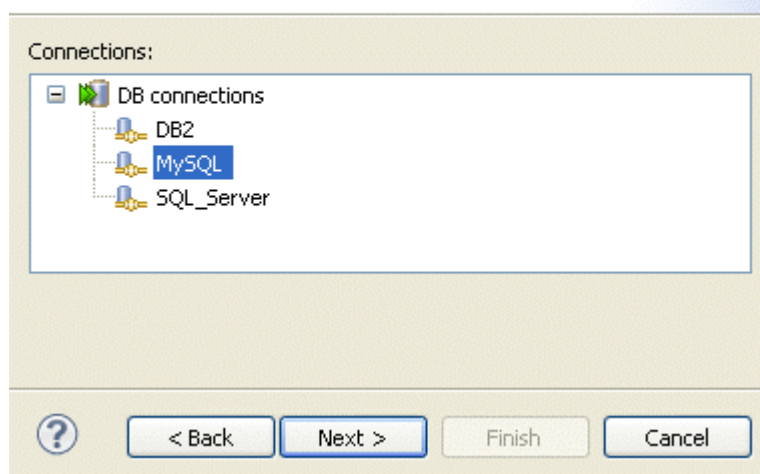 Connections:
DB connections
DB2
MySQL
SQL_Server
? < Back Next > Finish Cancel